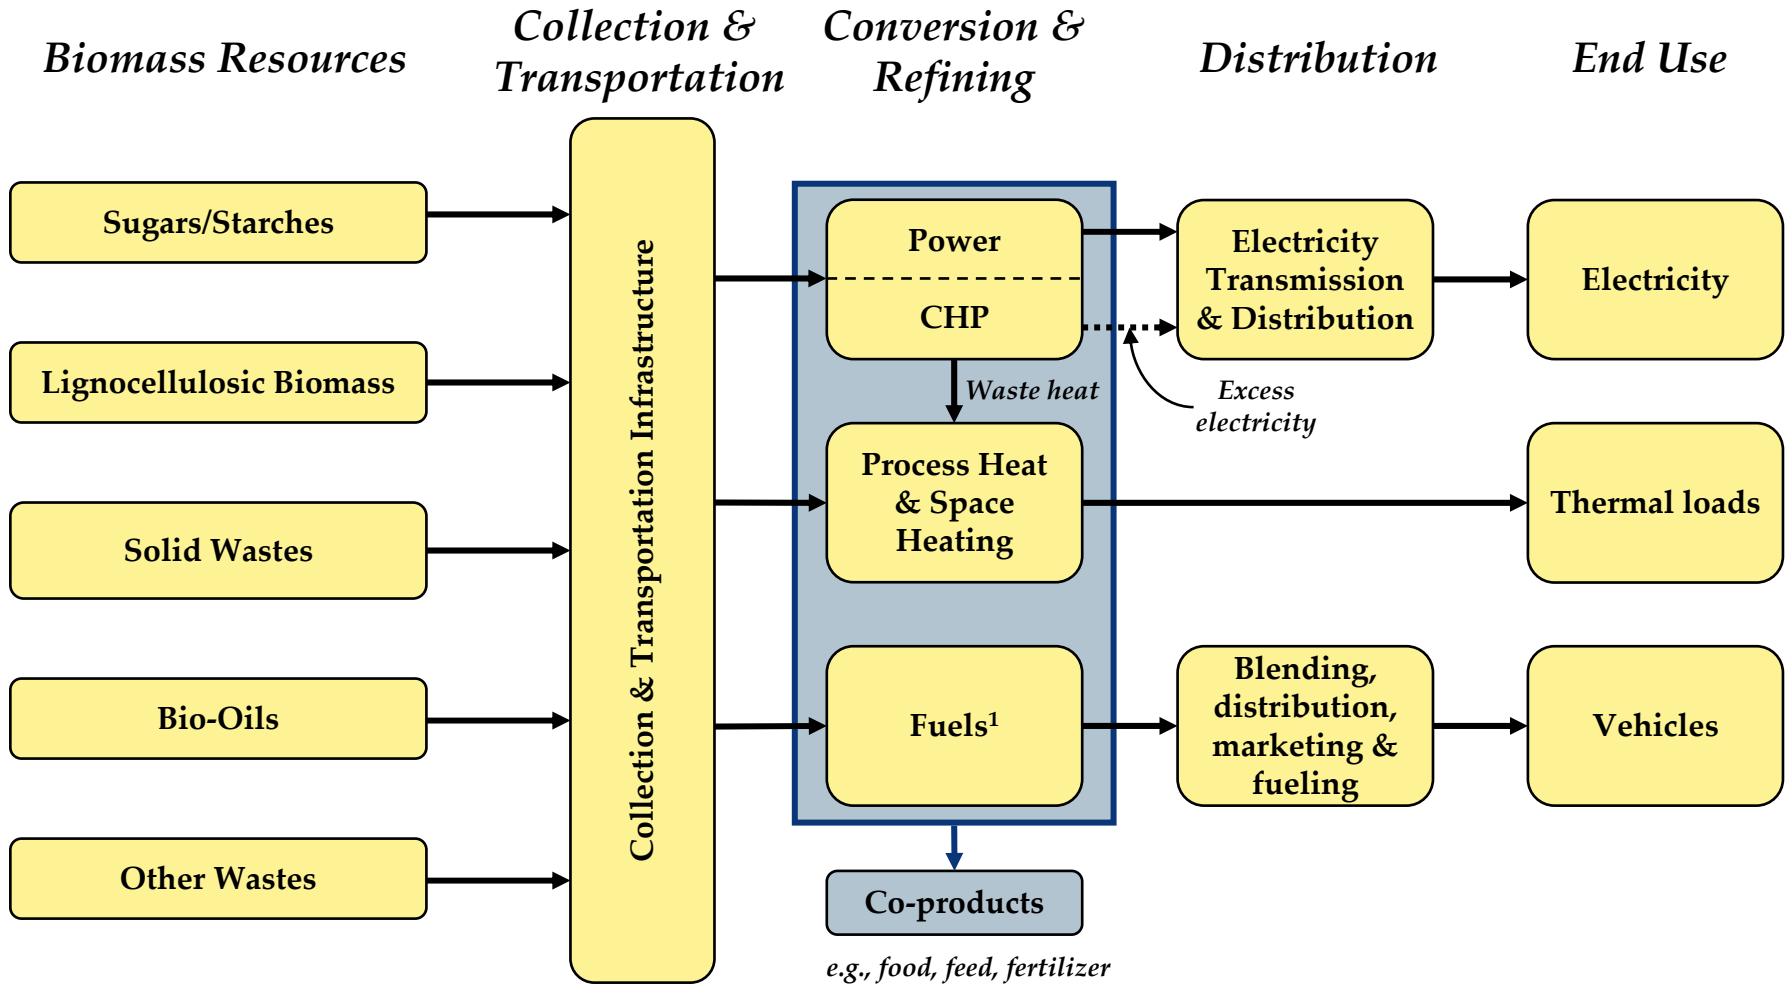 Biomass Resources
Collection &
Transportation
Conversion &
Refining
Distribution
End Use
Sugars/Starches
Lignocellulosic Biomass
Solid Wastes
Bio-Oils
Other Wastes
Collection & Transportation Infrastructure
Power
CHP
Waste heat
Process Heat
& Space
Heating
Fuels¹
Co-products
e.g., food, feed, fertilizer
Electricity
Transmission
& Distribution
Excess
electricity
Blending,
distribution,
marketing &
fueling
Electricity
Thermal loads
Vehicles